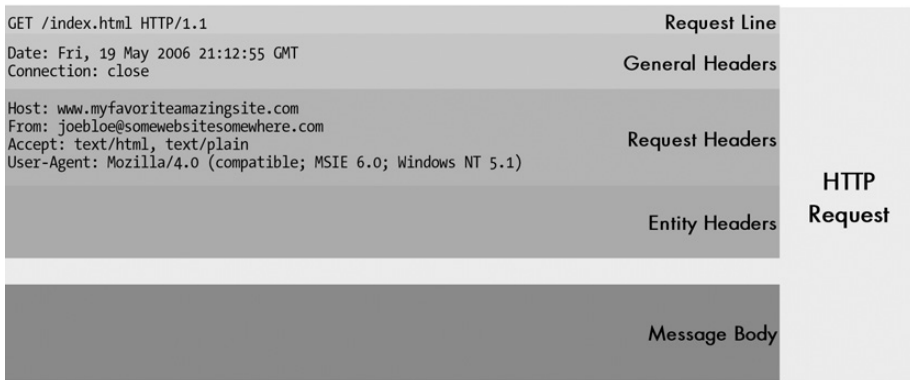 GET /index.html HTTP/1.1
Request Line
Date: Fri, 19 May 2006 21:12:55 GMT
Connection: close
General Headers
Host: www.myfavoriteamazingsite.com
From: joebloe@somewebsitesomewhere.com
Accept: text/html, text/plain
User-Agent: Mozilla/4.0 (compatible; MSIE 6.0; Windows NT 5.1)
Request Headers
Entity Headers
Message Body
HTTP
Request